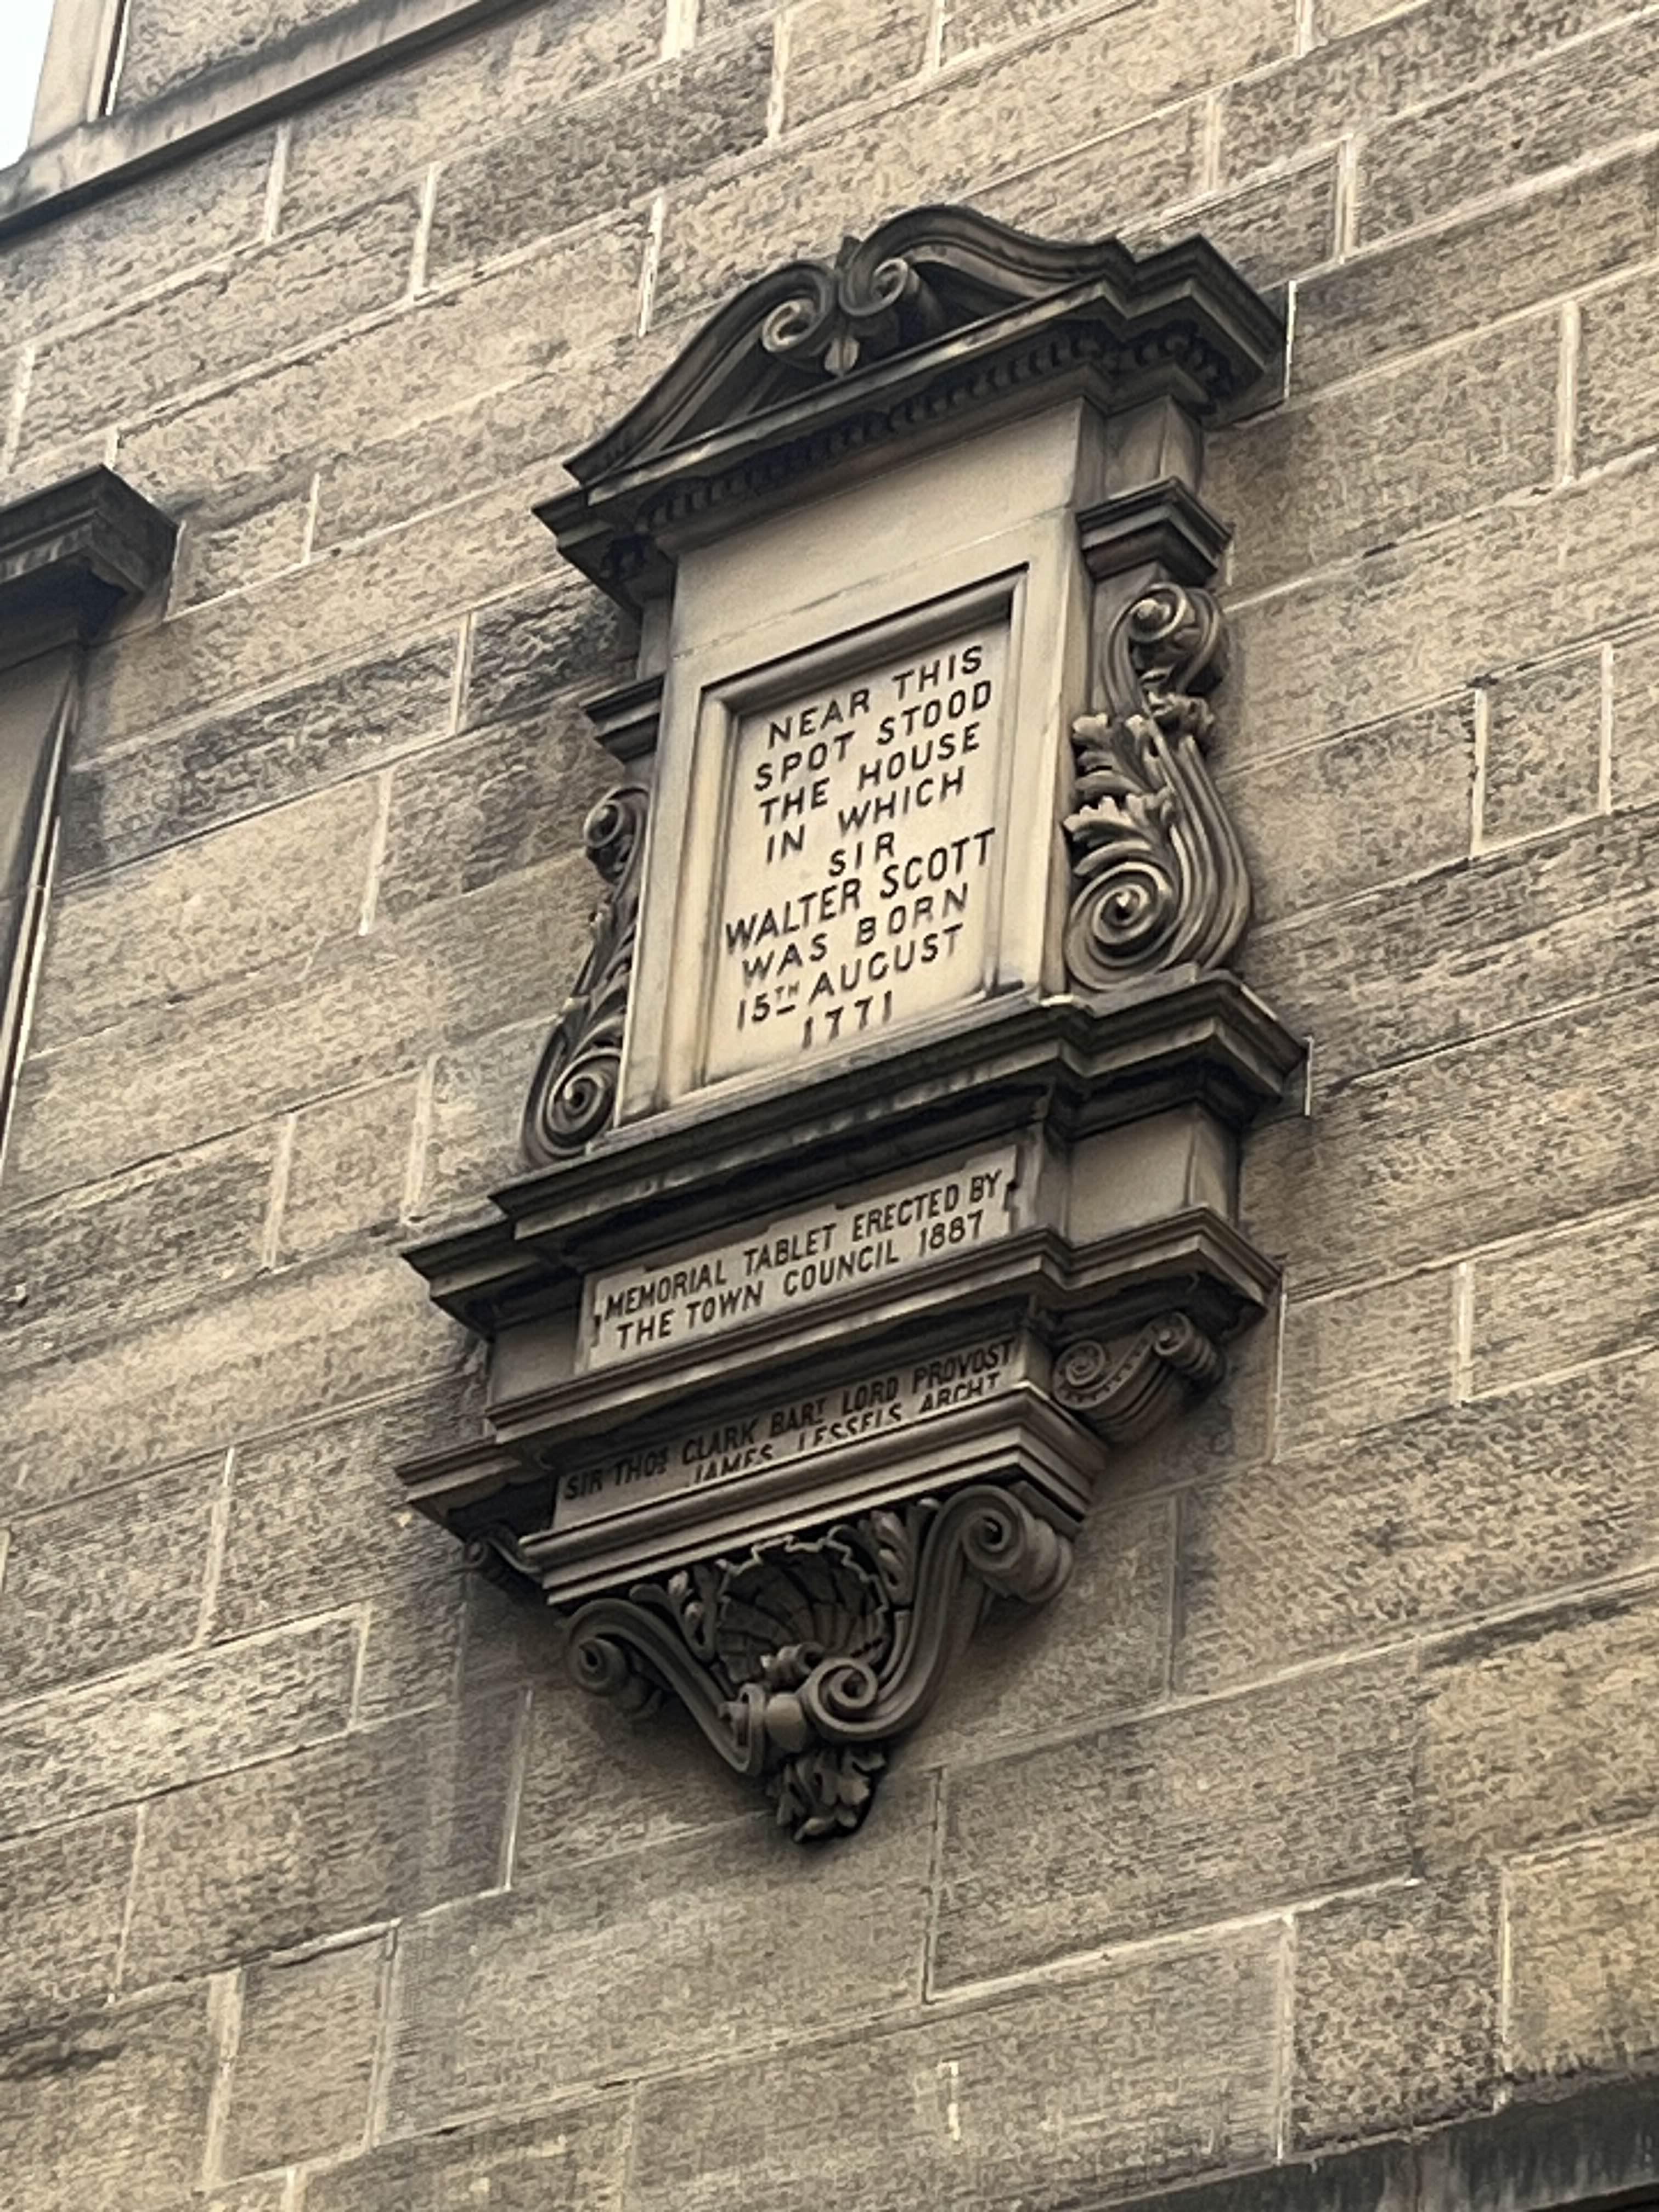 NEAR THIS
SPOT STOOD
THE HOUSE
IN WHICH
SIR
WALTER SCOTT
WAS BORN
15TH AUGUST
1771
MEMORIAL TABLET ERECTED BY
THE TOWN COUNCIL 1887
SIR THOS CLARK BART LORD PROVOST
JAMES LESSELS ARCHT